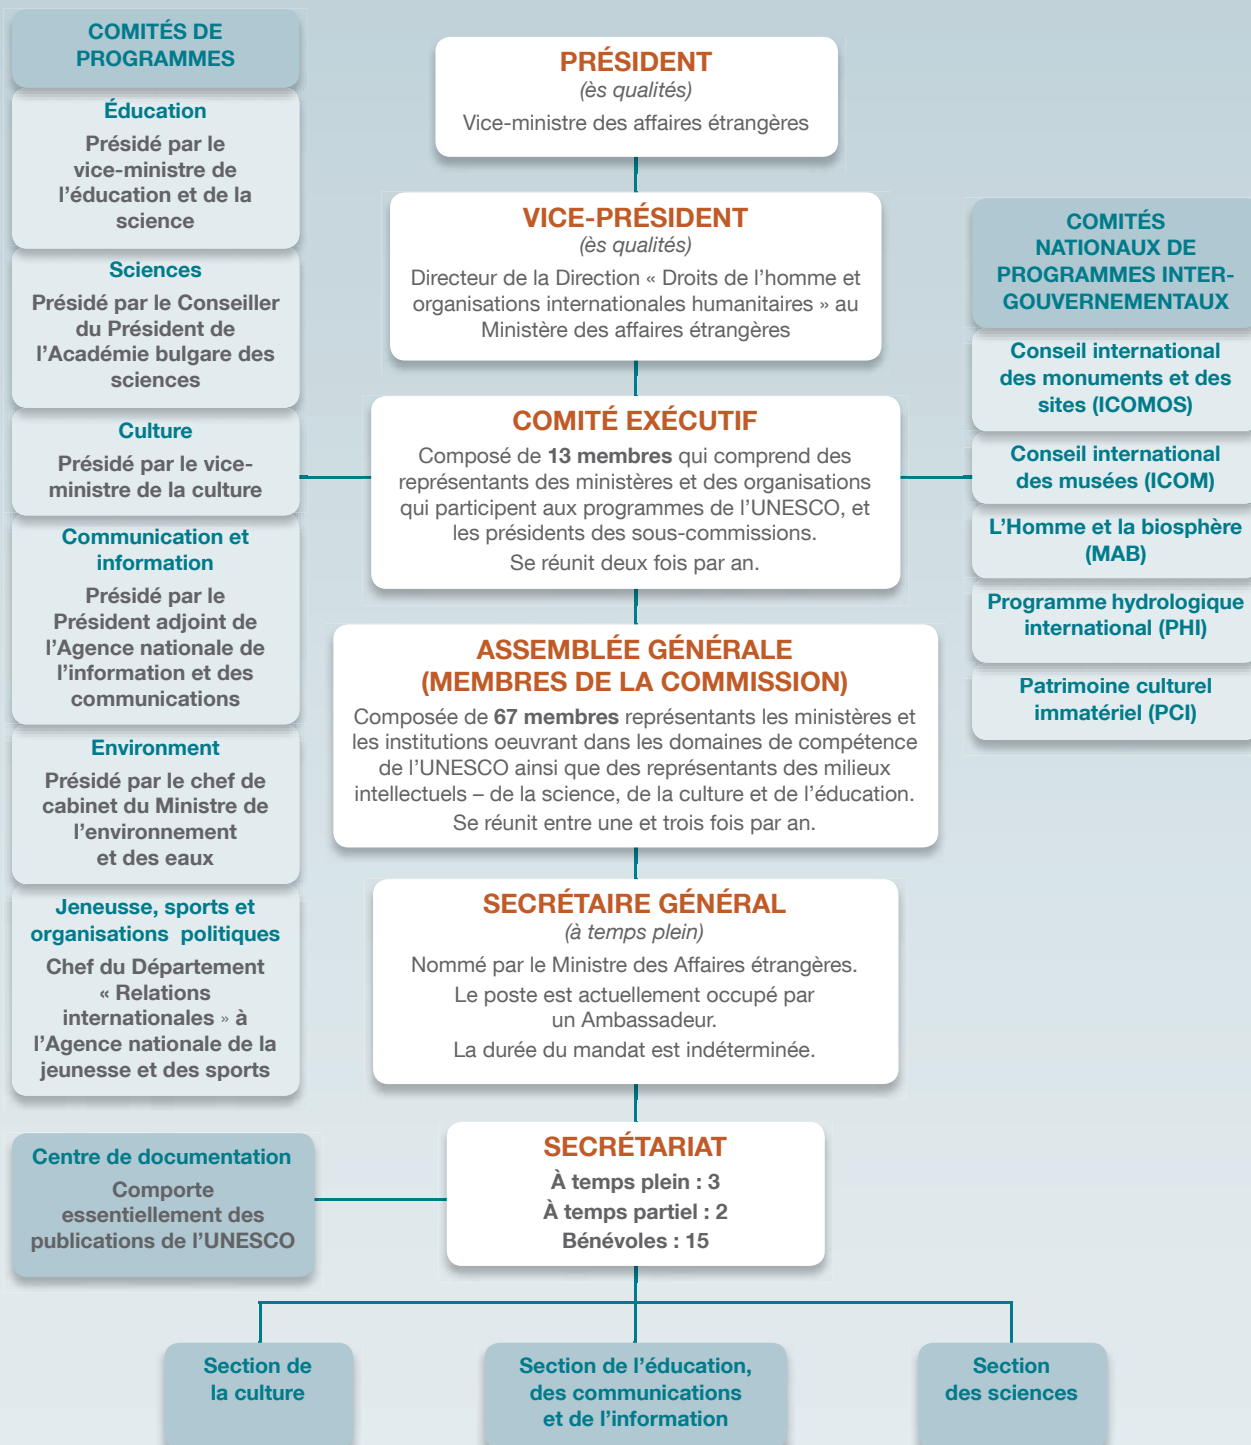 COMITÉS DE
PROGRAMMES
Éducation
Présidé par le
vice-ministre de
l'éducation et de la
science
Sciences
Présidé par le Conseiller
du Président de
l'Académie bulgare des
sciences
Culture
Présidé par le vice-
ministre de la culture
Communication et
information
Présidé par le
Président adjoint de
l'Agence nationale de
l'information et des
communications
Environment
Présidé par le chef de
cabinet du Ministre de
l'environnement
et des eaux
Jeneusse, sports et
organisations politiques
Chef du Département
« Relations
internationales » à
l'Agence nationale de la
jeunesse et des sports
PRÉSIDENT
(ès qualités)
Vice-ministre des affaires étrangères
VICE-PRÉSIDENT
(ès qualités)
Directeur de la Direction « Droits de l'homme et
organisations internationales humanitaires » au
Ministère des affaires étrangères
COMITÉ EXÉCUTIF
Composé de 13 membres qui comprend des
représentants des ministères et des organisations
qui participent aux programmes de l'UNESCO, et
les présidents des sous-commissions.
Se réunit deux fois par an.
ASSEMBLÉE GÉNÉRALE
(MEMBRES DE LA COMMISSION)
Composée de 67 membres représentants les ministères et
les institutions oeuvrant dans les domaines de compétence
de l'UNESCO ainsi que des représentants des milieux
intellectuels – de la science, de la culture et de l'éducation.
Se réunit entre une et trois fois par an.
SECRÉTAIRE GÉNÉRAL
(à temps plein)
Nommé par le Ministre des Affaires étrangères.
Le poste est actuellement occupé par
un Ambassadeur.
La durée du mandat est indéterminée.
COMITÉS
NATIONAUX DE
PROGRAMMES INTER-
GOUVERNEMENTAUX
Conseil international
des monuments et des
sites (ICOMOS)
Conseil international
des musées (ICOM)
L'Homme et la biosphère
(MAB)
Programme hydrologique
international (PHI)
Patrimoine culturel
immatériel (PCI)
Centre de documentation
Comporte
essentiellement des
publications de l'UNESCO
SECRÉTARIAT
À temps plein : 3
À temps partiel : 2
Bénévoles : 15
Section de
la culture
Section de l'éducation,
des communications
et de l'information
Section
des sciences